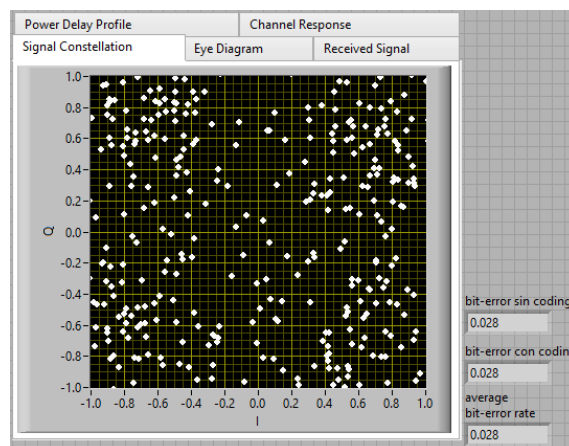 Power Delay Profile Channel Response
Signal Constellation Eye Diagram Received Signal
1.0-
0.8-
0.6-
0.4-
0.2-
0.0-
-0.2-
-0.4-
-0.6-
-0.8-
-1.0-
Q
-1.0 -0.8 -0.6 -0.4 -0.2 0.0 0.2 0.4 0.6 0.8 1.0
I
bit-error sin coding
0.028
bit-error con codin
0.028
average
bit-error rate
0.028